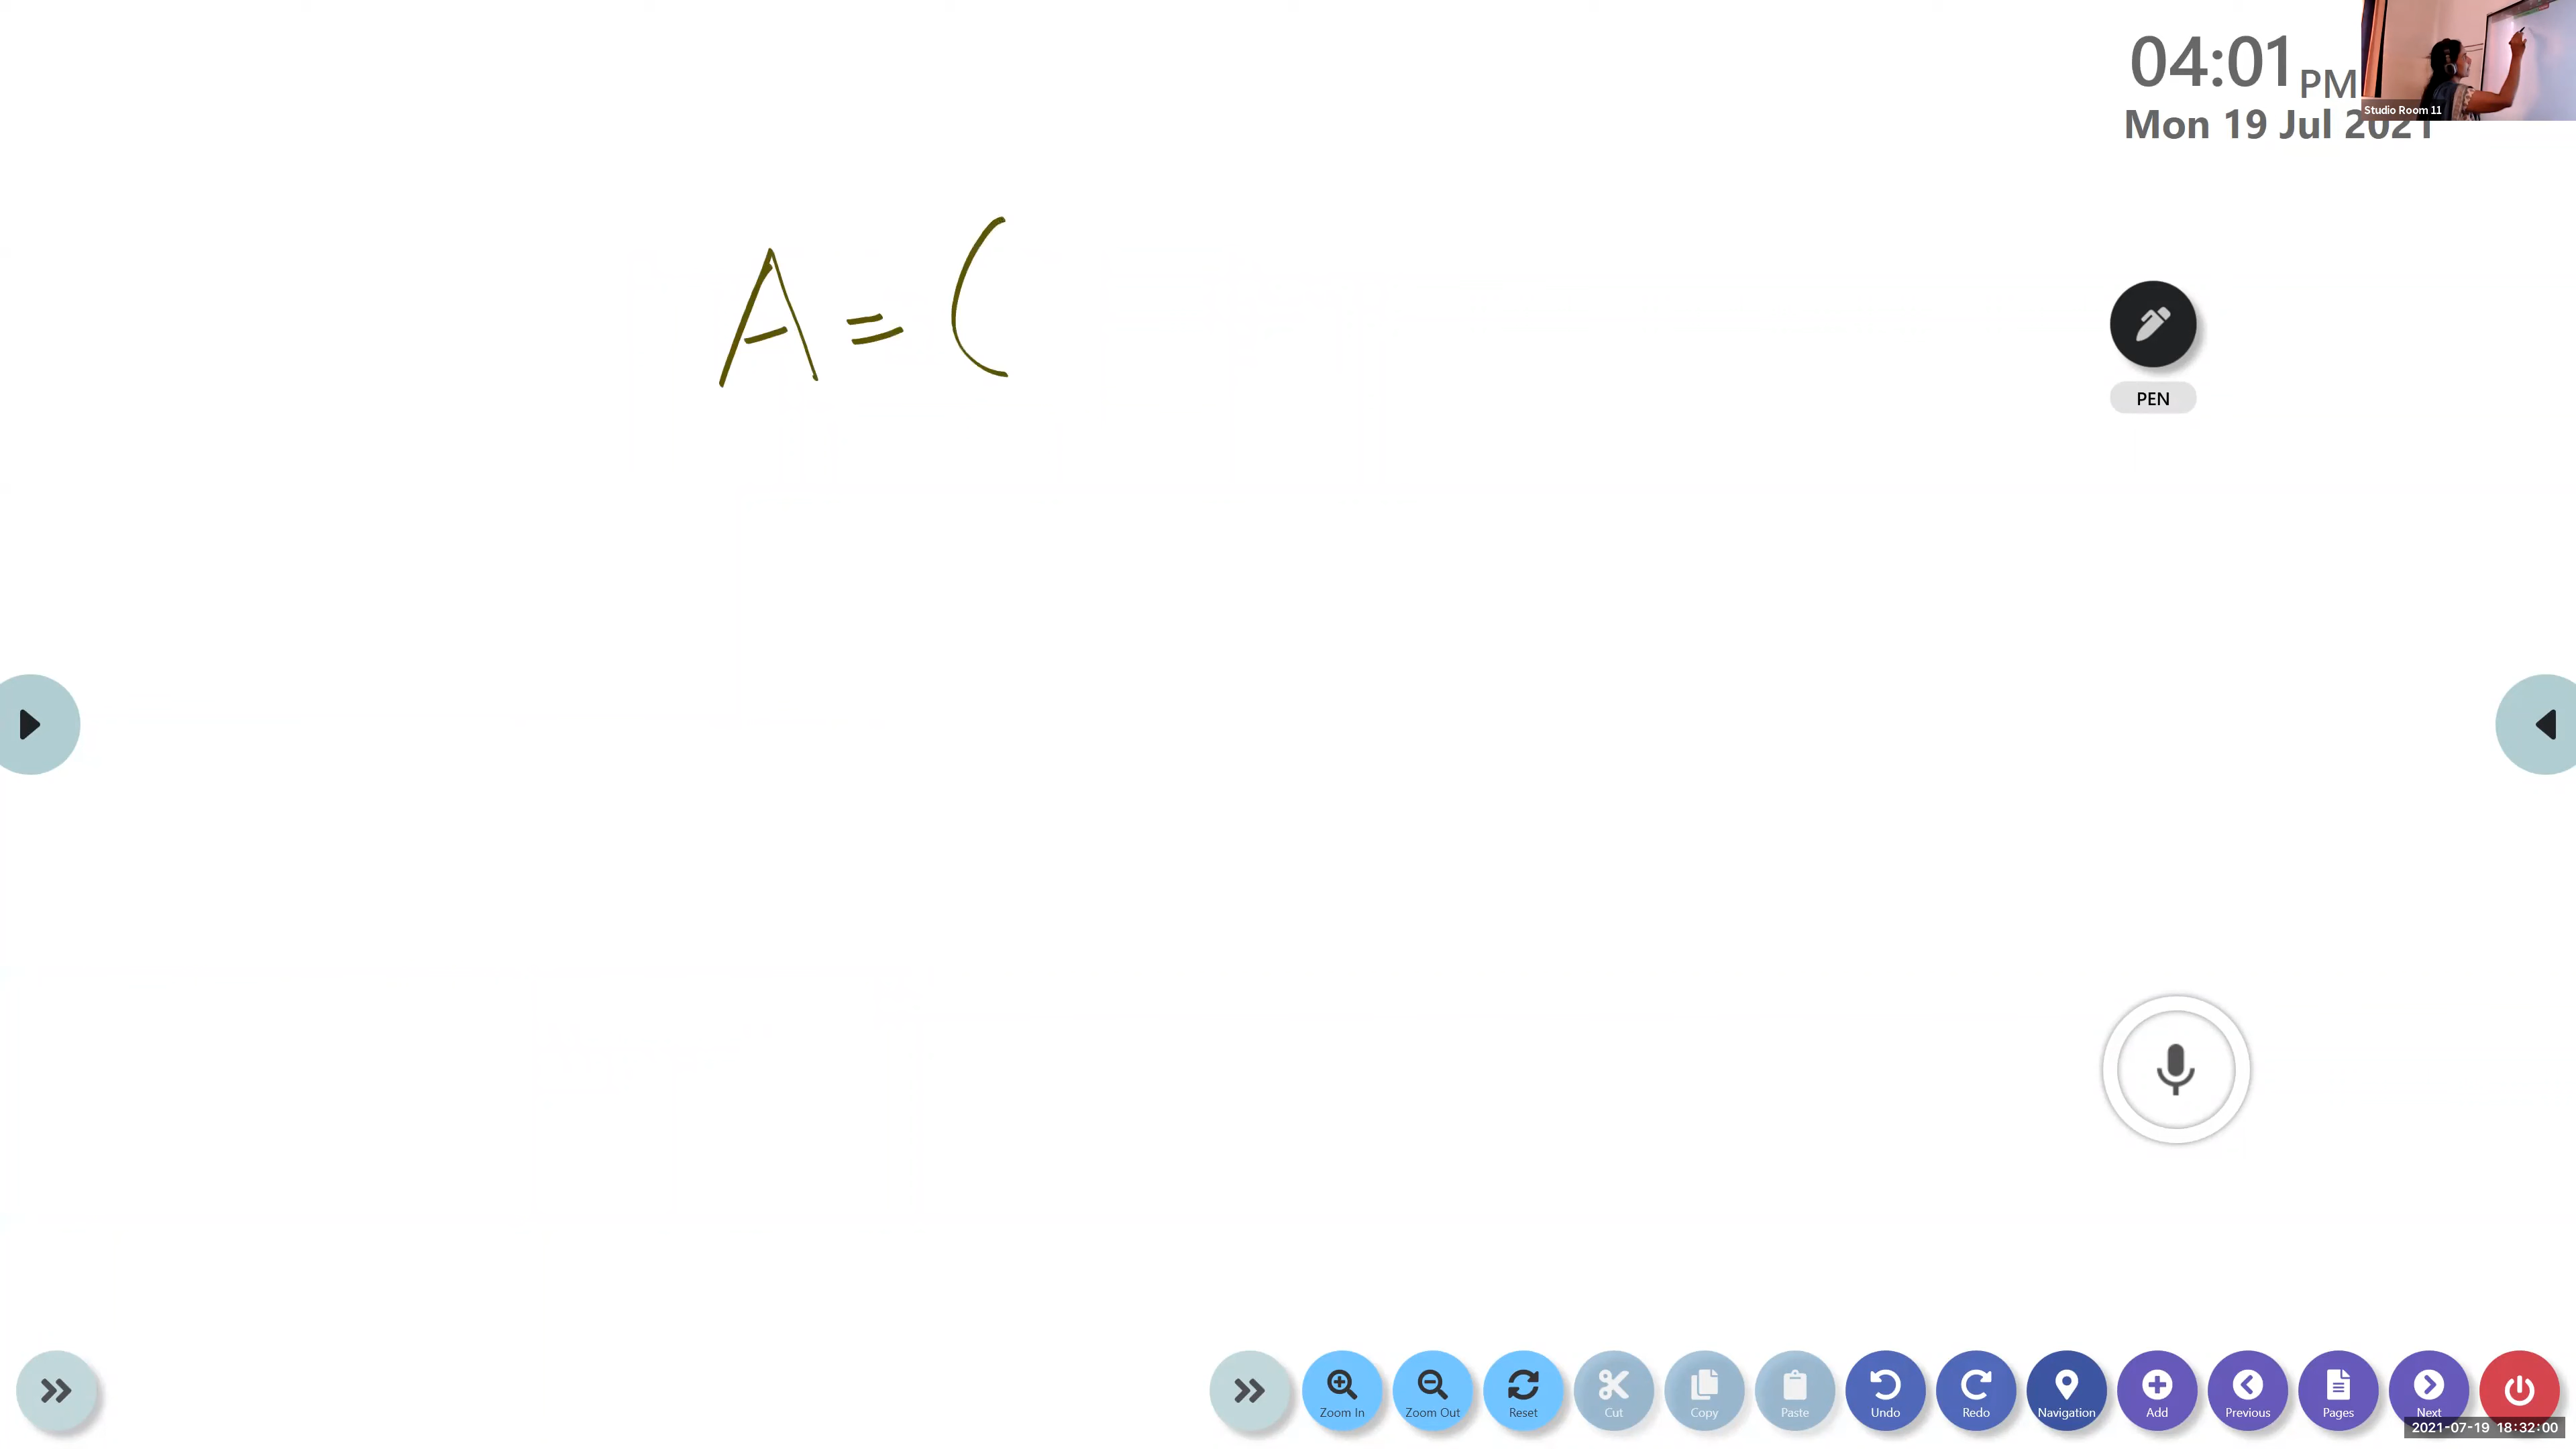 04:01 PM
Studio Room 11
Mon 19 Jul 2021
A = (
PEN
Zoom In
Zoom Out
Reset
Cut
Copy
Paste
Undo
Redo
Navigation
Add
Previous
Pages
Next
2021-07-19 18:32:00